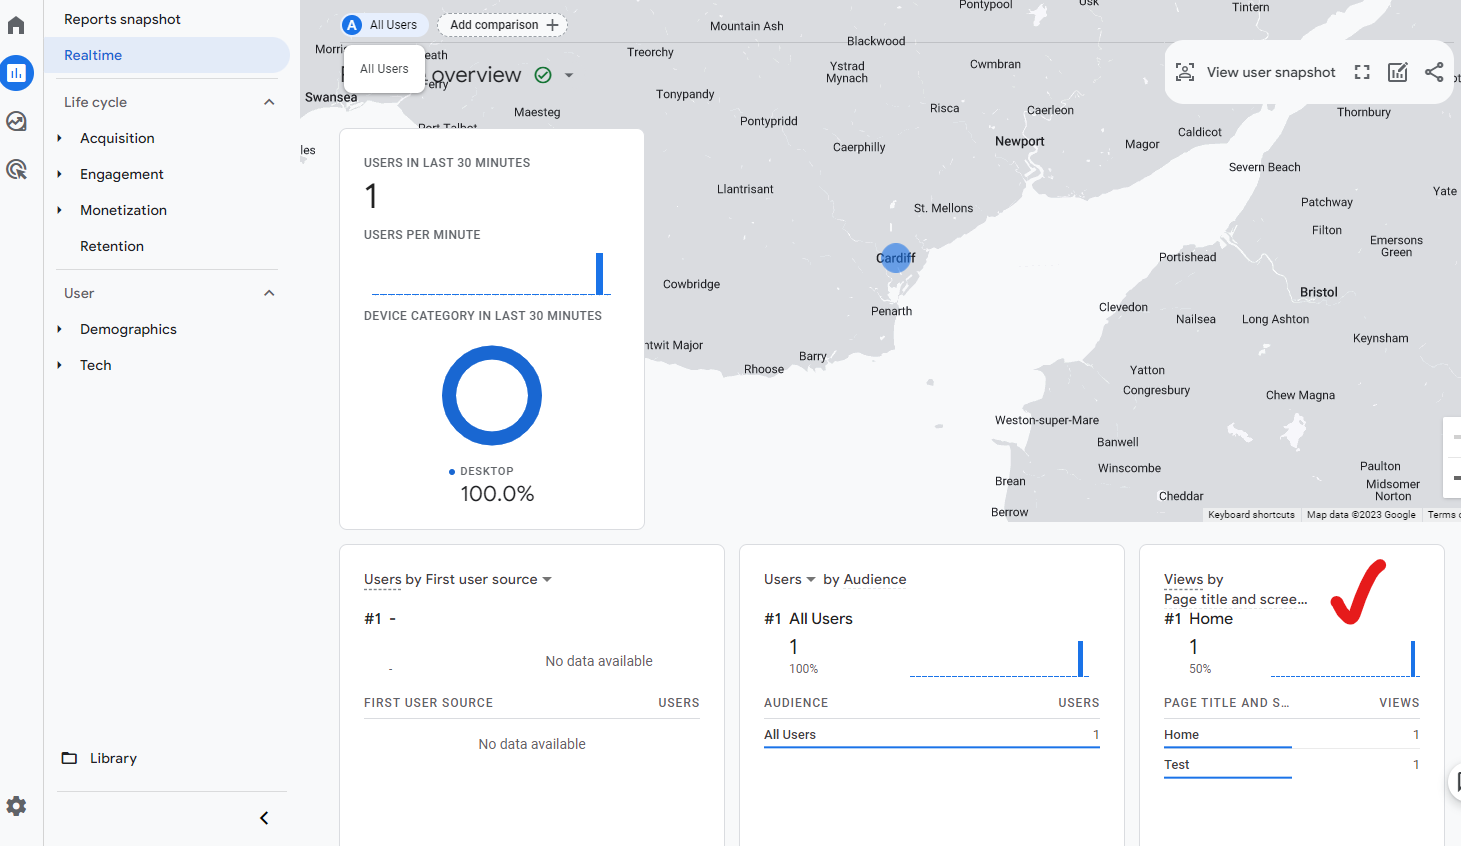 Reports snapshot
Realtime
Life cycle
Acquisition
Engagement
Monetization
Retention
User
Demographics
Tech
Library
A All Users
Add comparison +
All Users
overview
View user snapshot
Pontypool
Usk
Tintern
Mountain Ash
Blackwood
Treorchy
Ystrad
Mynach
Cwmbran
Swansea
Maesteg
Tonypandy
Risca
Caerleon
Thornbury
Port Talbot
Pontypridd
Newport
Caldicot
Caerphilly
Magor
Severn Beach
Llantrisant
Yate
St. Mellons
Patchway
Filton
Emersons
Green
Cardiff
Portishead
Cowbridge
Bristol
Penarth
Clevedon
Nailsea
Long Ashton
Keynsham
ntwit Major
Barry
Rhoose
Yatton
Congresbury
Chew Magna
Weston-super-Mare
Banwell
Winscombe
Paulton
Brean
Midsomer
Norton
Cheddar
Berrow
Keyboard shortcuts
Map data ©2023 Google
Terms
USERS IN LAST 30 MINUTES
1
USERS PER MINUTE
DEVICE CATEGORY IN LAST 30 MINUTES
DESKTOP
100.0%
Users by First user source
#1 -
-
No data available
FIRST USER SOURCE USERS
No data available
Users by Audience
#1 All Users
1
100%
AUDIENCE USERS
All Users 1
Views by
Page title and scree...
#1 Home
1
50%
PAGE TITLE AND S... VIEWS
Home 1
Test 1